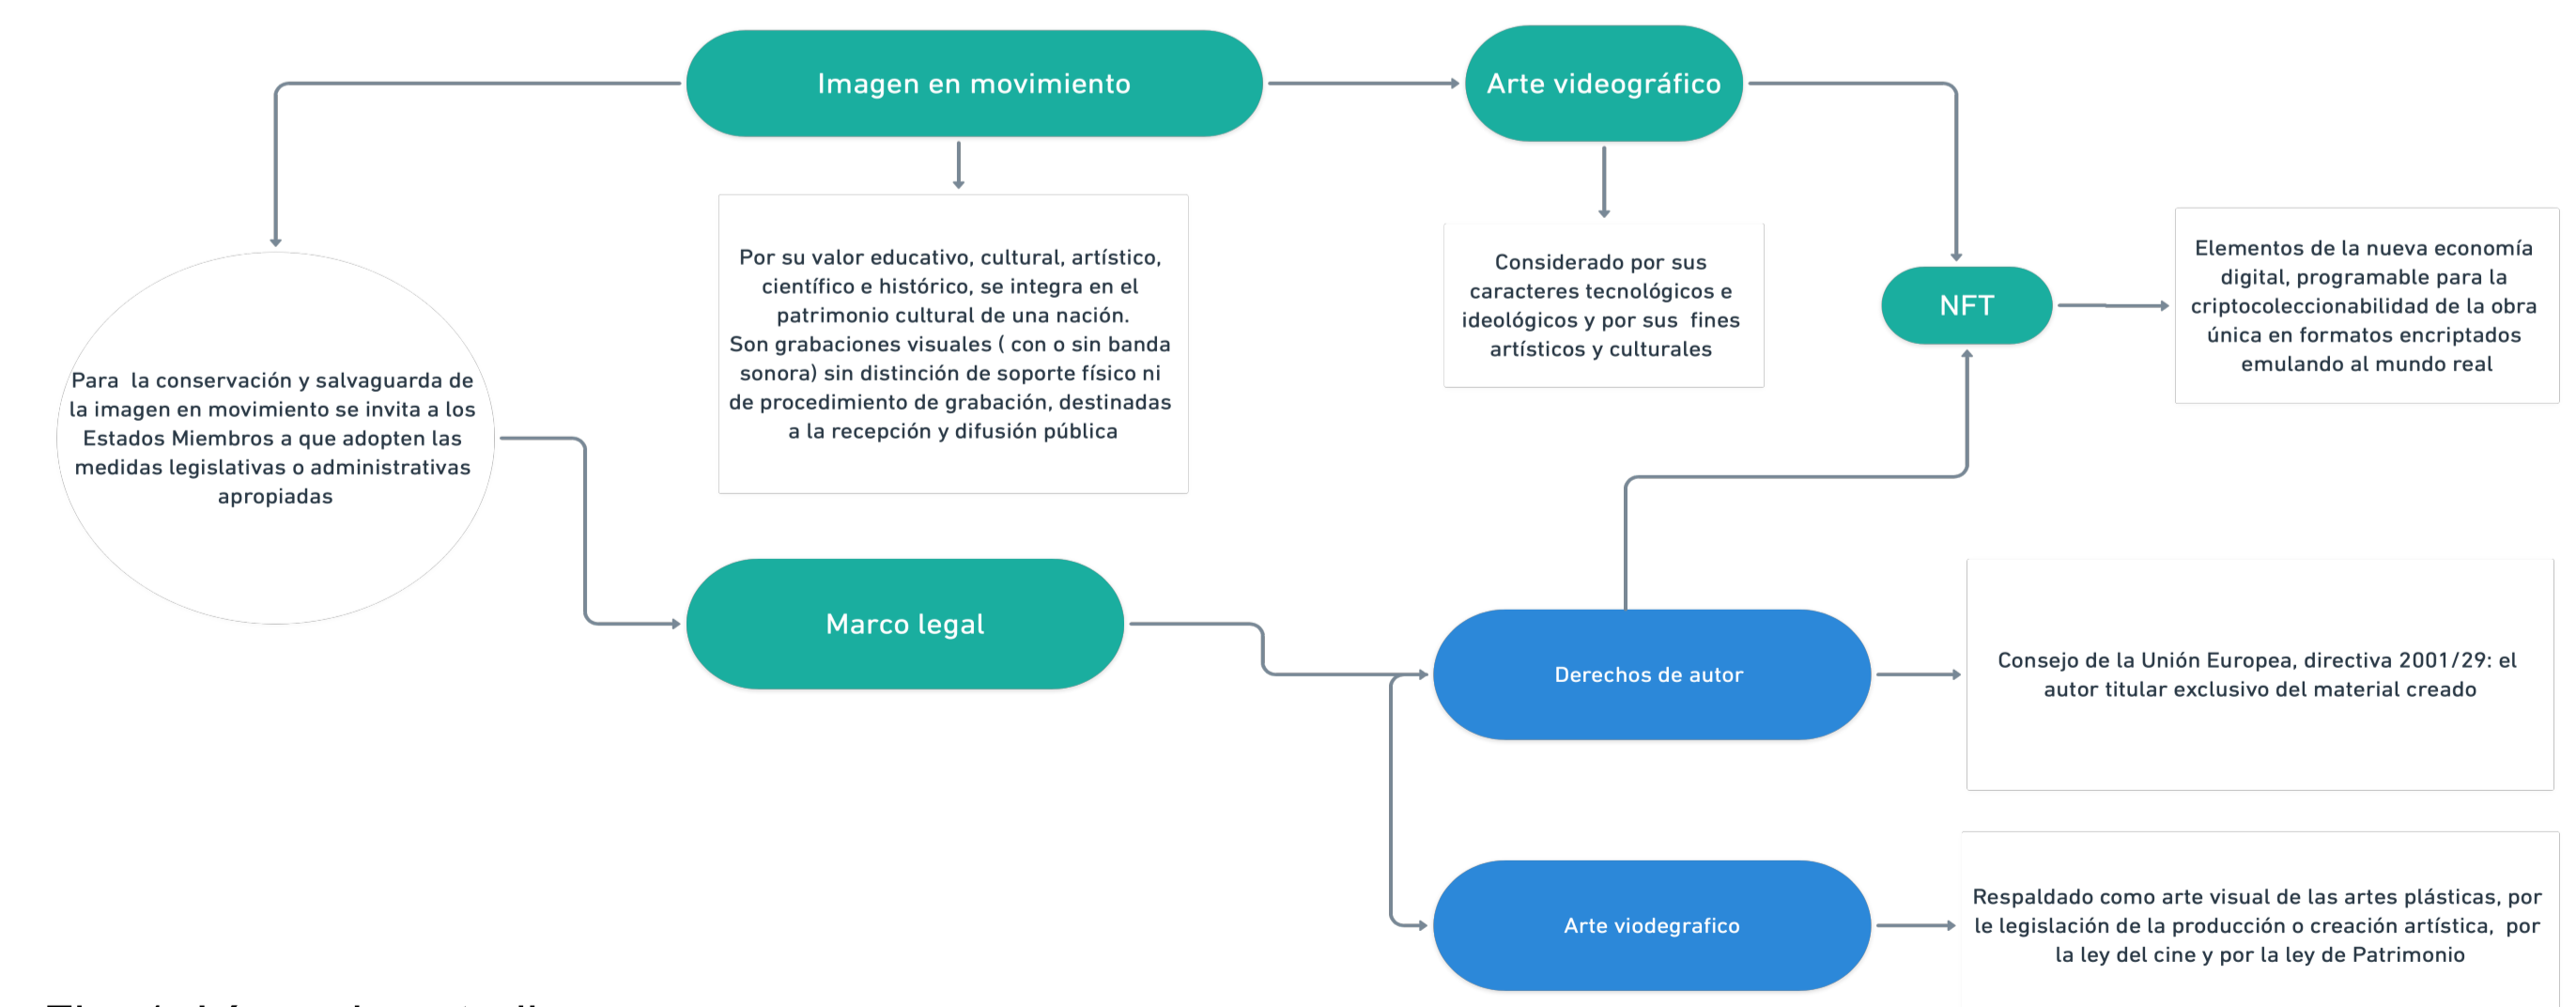 Imagen en movimiento
Arte videográfico
Por su valor educativo, cultural, artístico,
científico e histórico, se integra en el
patrimonio cultural de una nación.
Son grabaciones visuales ( con o sin banda
sonora) sin distinción de soporte físico ni
de procedimiento de grabación, destinadas
a la recepción y difusión pública
Considerado por sus
caracteres tecnológicos e
ideológicos y por sus  fines
artísticos y culturales
NFT
Elementos de la nueva economía
digital, programable para la
criptocoleccionabilidad de la obra
única en formatos encriptados
emulando al mundo real
Para  la conservación y salvaguarda de
la imagen en movimiento se invita a los
Estados Miembros a que adopten las
medidas legislativas o administrativas
apropiadas
Marco legal
Derechos de autor
Consejo de la Unión Europea, directiva 2001/29: el
autor titular exclusivo del material creado
Arte viodegrafico
Respaldado como arte visual de las artes plásticas, por
le legislación de la producción o creación artística,  por
la ley del cine y por la ley de Patrimonio